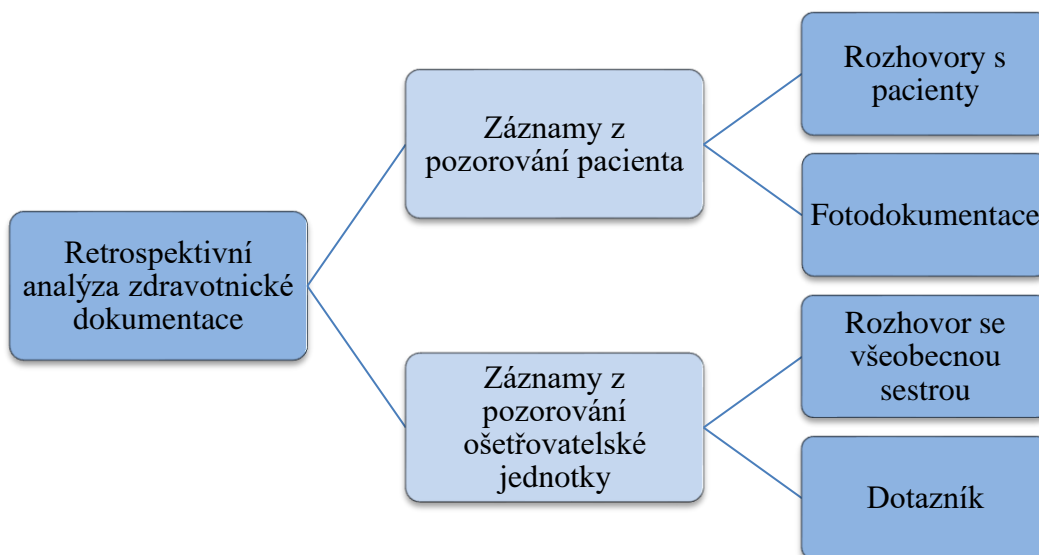 Retrospektivní
analýza zdravotnické
dokumentace
Záznamy z
pozorování pacienta
Rozhovory s
pacienty
Fotodokumentace
Záznamy z
pozorování
ošetřovatelské
jednotky
Rozhovor se
všeobecnou
sestrou
Dotazník